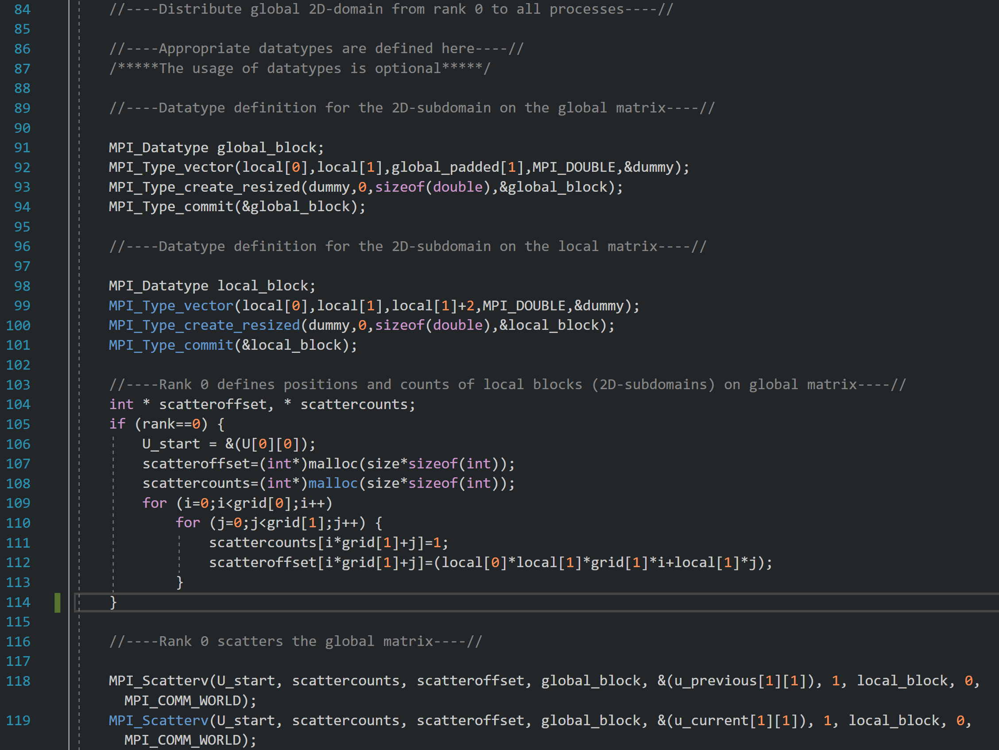 84 //----Distribute global 2D-domain from rank 0 to all processes----//
85
86 //----Appropriate datatypes are defined here----//
87 /*****The usage of datatypes is optional*****/
88
89 //----Datatype definition for the 2D-subdomain on the global matrix----//
90
91 MPI_Datatype global_block;
92 MPI_Type_vector(local[0],local[1],global_padded[1],MPI_DOUBLE,&dummy);
93 MPI_Type_create_resized(dummy,0,sizeof(double),&global_block);
94 MPI_Type_commit(&global_block);
95
96 //----Datatype definition for the 2D-subdomain on the local matrix----//
97
98 MPI_Datatype local_block;
99 MPI_Type_vector(local[0],local[1],local[1]+2,MPI_DOUBLE,&dummy);
100 MPI_Type_create_resized(dummy,0,sizeof(double),&local_block);
101 MPI_Type_commit(&local_block);
102
103 //----Rank 0 defines positions and counts of local blocks (2D-subdomains) on global matrix----//
104 int * scatteroffset, * scattercounts;
105 if (rank==0) {
106 U_start = &(U[0][0]);
107 scatteroffset=(int*)malloc(size*sizeof(int));
108 scattercounts=(int*)malloc(size*sizeof(int));
109 for (i=0;i<grid[0];i++)
110 for (j=0;j<grid[1];j++) {
111 scattercounts[i*grid[1]+j]=1;
112 scatteroffset[i*grid[1]+j]=(local[0]*local[1]*grid[1]*i+local[1]*j);
113 }
114 }
115
116 //----Rank 0 scatters the global matrix----//
117
118 MPI_Scatterv(U_start, scattercounts, scatteroffset, global_block, &(u_previous[1][1]), 1, local_block, 0,
MPI_COMM_WORLD);
119 MPI_Scatterv(U_start, scattercounts, scatteroffset, global_block, &(u_current[1][1]), 1, local_block, 0,
MPI_COMM_WORLD);